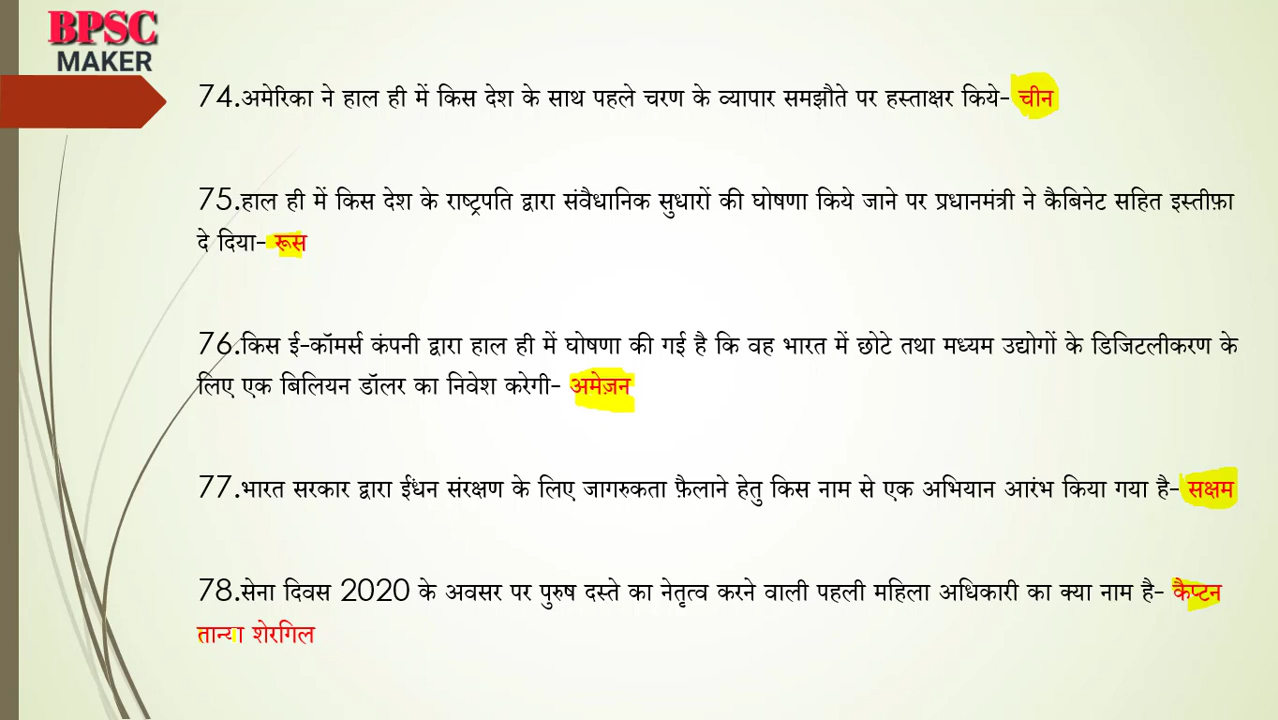 BPSC
MAKER
74.अमेरिका ने हाल ही में किस देश के साथ पहले चरण के व्यापार समझौते पर हस्ताक्षर किये- चीन
75.हाल ही में किस देश के राष्ट्रपति द्वारा संवैधानिक सुधारों की घोषणा किये जाने पर प्रधानमंत्री ने कैबिनेट सहित इस्तीफ़ा
दे दिया- रूस
76.किस ई-कॉमर्स कंपनी द्वारा हाल ही में घोषणा की गई है कि वह भारत में छोटे तथा मध्यम उद्योगों के डिजिटलीकरण के
लिए एक बिलियन डॉलर का निवेश करेगी- अमेज़न
77.भारत सरकार द्वारा ईंधन संरक्षण के लिए जागरुकता फ़ैलाने हेतु किस नाम से एक अभियान आरंभ किया गया है- सक्षम
78.सेना दिवस 2020 के अवसर पर पुरुष दस्ते का नेतृत्व करने वाली पहली महिला अधिकारी का क्या नाम है- कैप्टन
तान्या शेरगिल